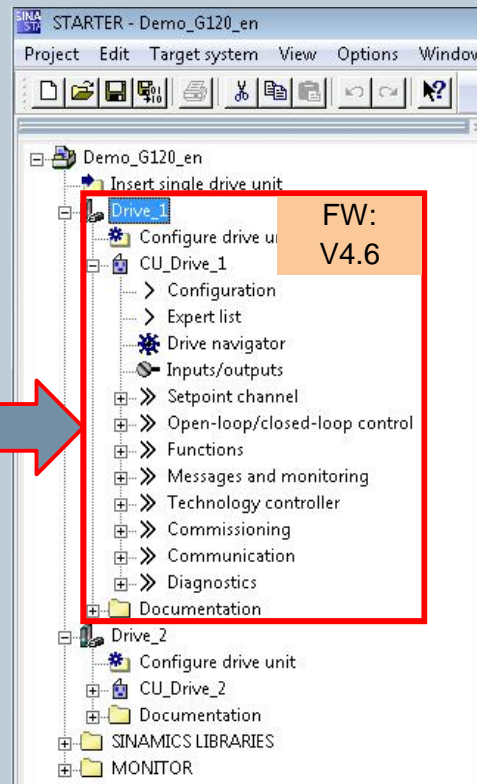 SINA
STA
STARTER - Demo_G120_en
Project Edit Target system View Options Window
Demo_G120_en
Insert single drive unit
Drive_1
FW:
V4.6
Configure drive u
CU_Drive_1
Configuration
Expert list
Drive navigator
Inputs/outputs
Setpoint channel
Open-loop/closed-loop control
Functions
Messages and monitoring
Technology controller
Commissioning
Communication
Diagnostics
Documentation
Drive_2
Configure drive unit
CU_Drive_2
Documentation
SINAMICS LIBRARIES
MONITOR